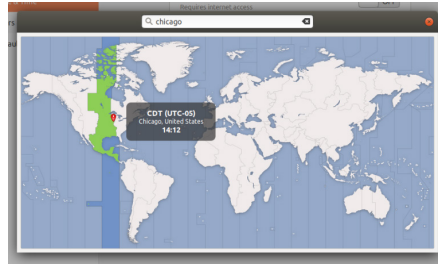 Requires internet access
chicago
CDT (UTC-05)
Chicago, United States
14:12